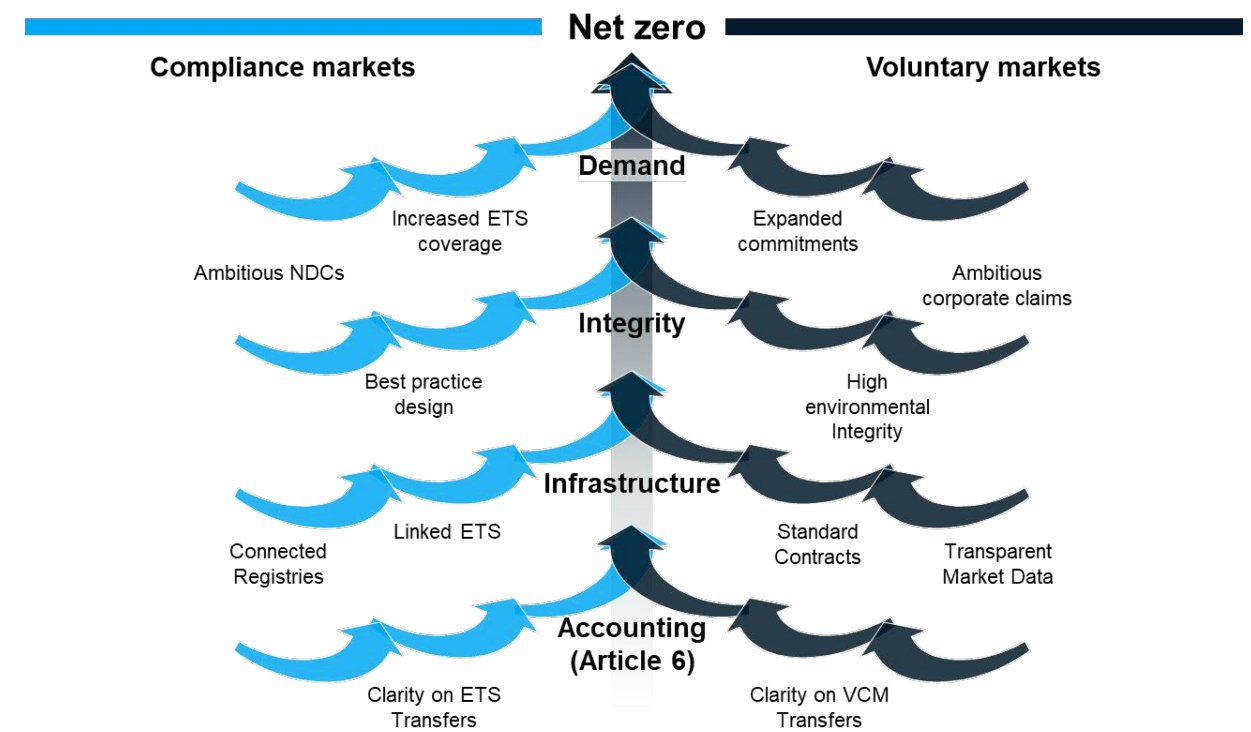 Net zero
Compliance markets
Voluntary markets
Demand
Increased ETS
coverage
Expanded
commitments
Ambitious NDCs
Ambitious
corporate claims
Integrity
Best practice
design
High
environmental
Integrity
Infrastructure
Linked ETS
Standard
Contracts
Connected
Registries
Transparent
Market Data
Accounting
(Article 6)
Clarity on ETS
Transfers
Clarity on VCM
Transfers